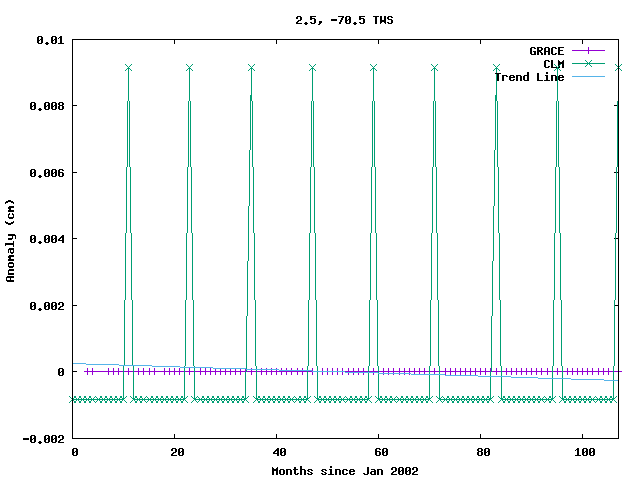 2.5, -70.5 TWS
0.01
GRACE
CLM
Trend Line
0.008
0.006
0.004
0.002
0
-0.002
Anomaly (cm)
0 20 40 60 80 100
Months since Jan 2002